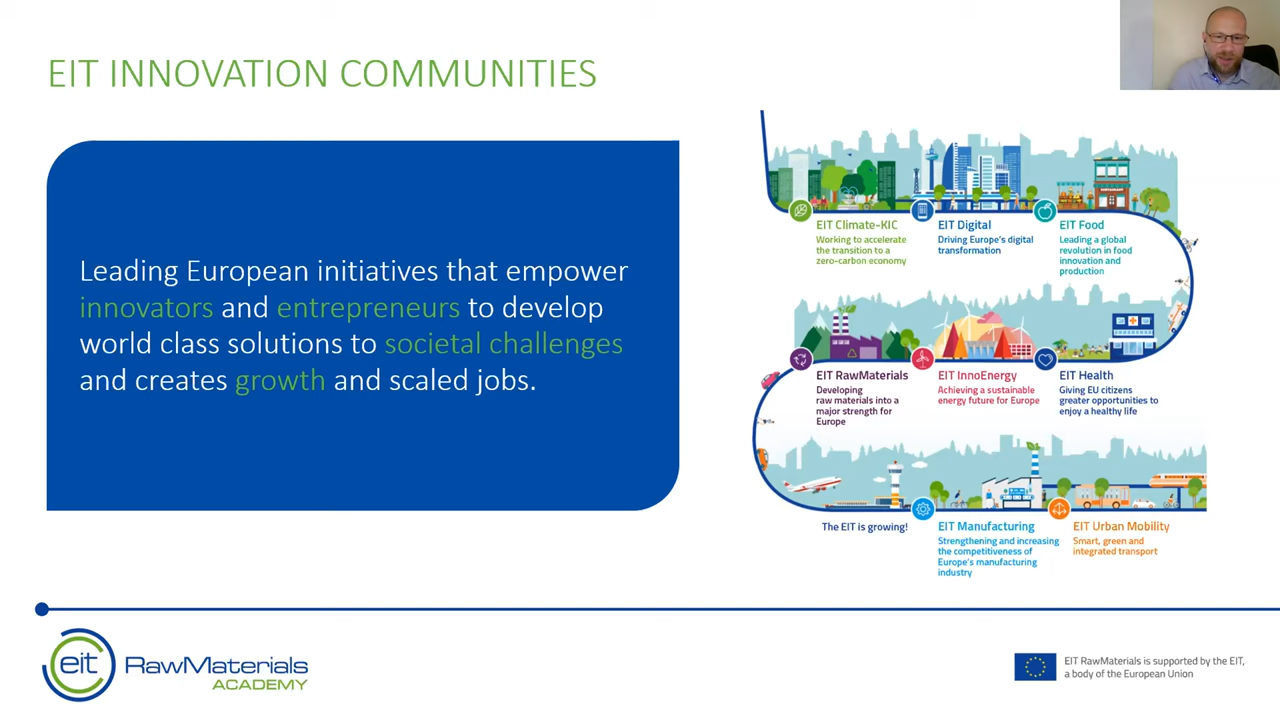 EIT INNOVATION COMMUNITIES
Leading European initiatives that empower
innovators and entrepreneurs to develop
world class solutions to societal challenges
and creates growth and scaled jobs.
EIT Climate-KIC
Working to accelerate
the transition to a
zero-carbon economy
EIT Digital
Driving Europe's digital
transformation
EIT Food
Leading a global
revolution in food
innovation and
production
EIT RawMaterials
Developing
raw materials into a
major strength for
Europe
EIT InnoEnergy
Achieving a sustainable
energy future for Europe
EIT Health
Giving EU citizens
greater opportunities to
enjoy a healthy life
The EIT is growing!
EIT Manufacturing
Strengthening and increasing
the competitiveness of
Europe's manufacturing
industry
EIT Urban Mobility
Smart, green and
integrated transport
eit RawMaterials
ACADEMY
EIT RawMaterials is supported by the EIT,
a body of the European Union